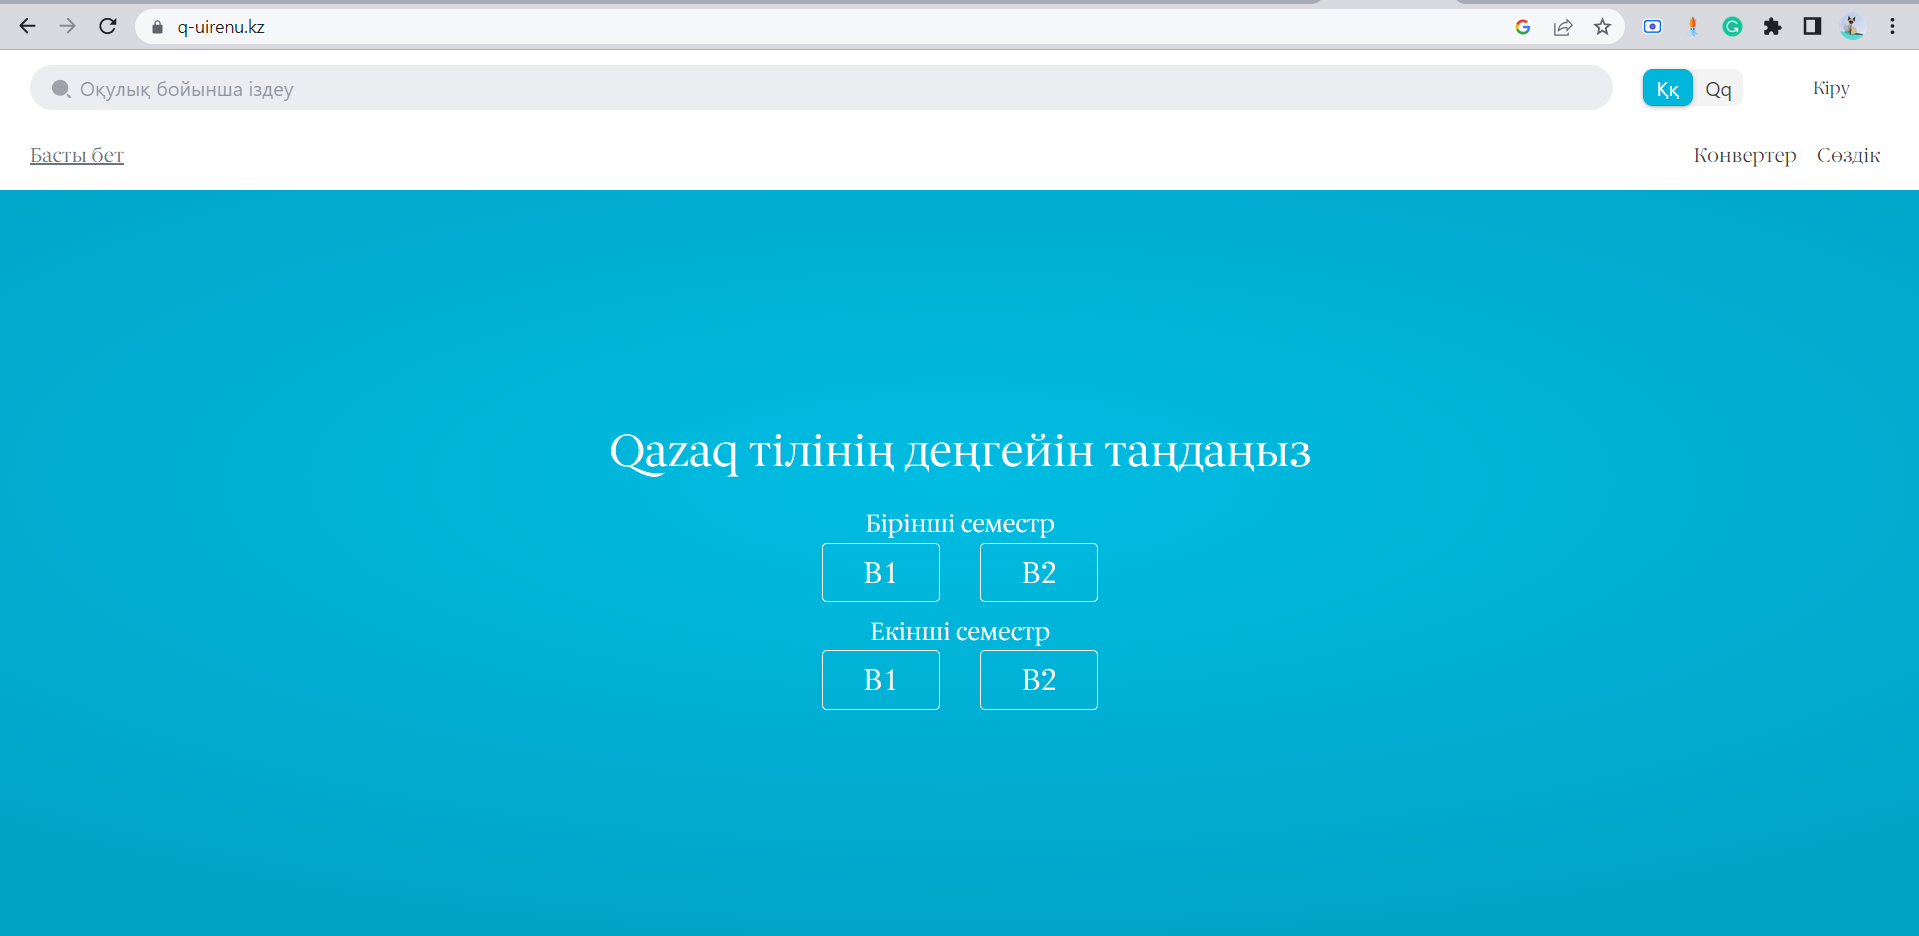 q-uirenu.kz
Оқулық бойынша іздеу
Ққ Qq
Кіру
Басты бет
Конвертер Сөздік
Qazaq тілінің деңгейін таңдаңыз
Бірінші семестр
B1 B2
Екінші семестр
B1 B2